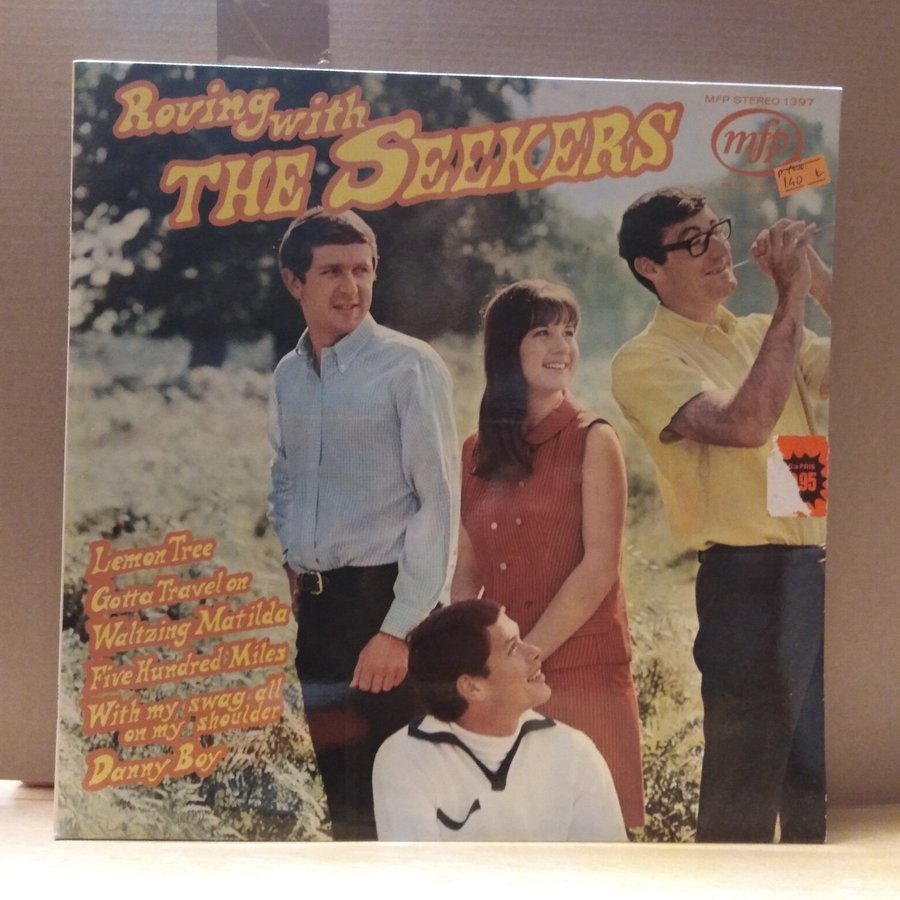 Roving with
THE SEEKERS
MFP STEREO 1397
mfp
140
PRIS
95
Lemon Tree
Gotta Travel on
Waltzing Matilda
Five Hundred Miles
With my swag all
on my shoulder
Danny Boy